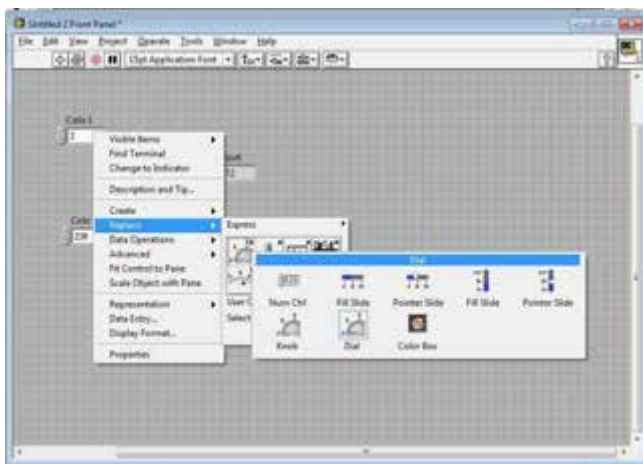 Untitled 2 Front Panel *
File Edit View Project Operate Tools Window Help
15pt Application Font
Visible Items
Find Terminal
Change to Indicator
Description and Tip...
Create
Replace
Data Operations
Advanced
Fit Control to Pane
Scale Object with Pane
Representation
Data Entry...
Display Format...
Properties
Express
User C
Select
Dial
Num Ctrl Fill Slide Pointer Slide Fill Slide Pointer Slide
Knob Dial Color Box